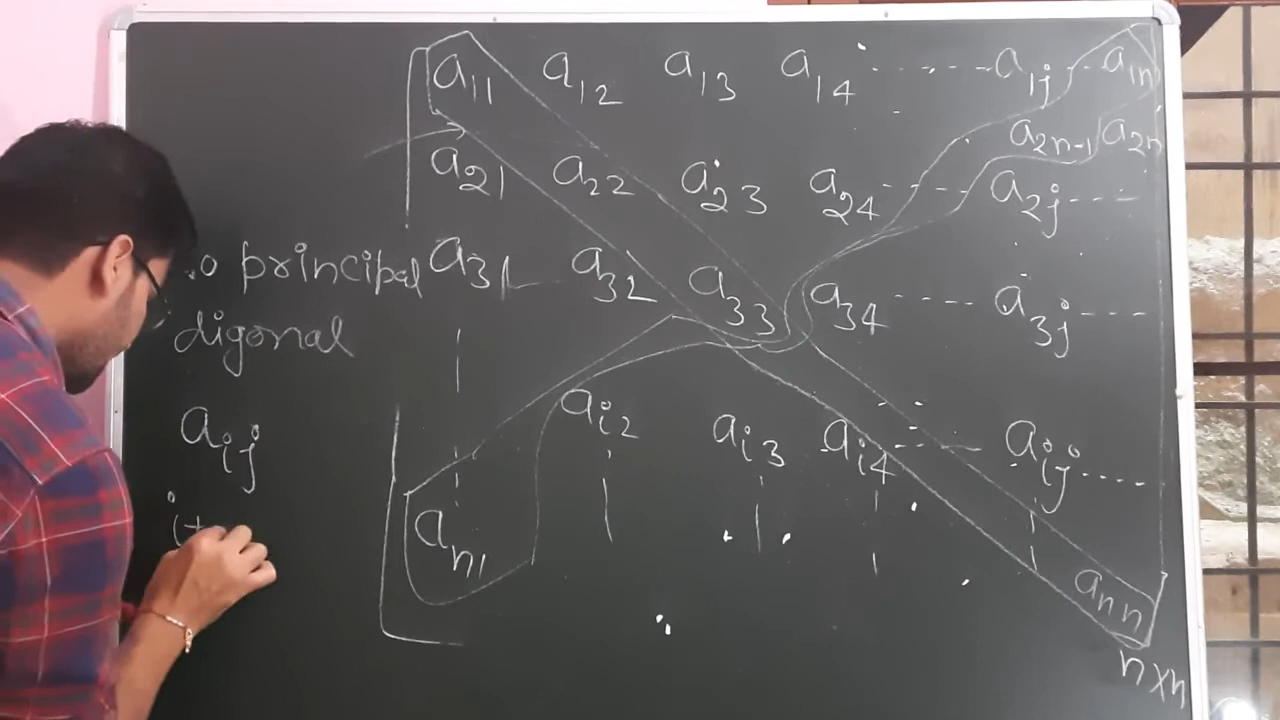 a11 a12 a13 a14 ------ a1j -- a1n
a2n-1 a2n
a21 a22 a23 a24 ----- a2j ----
principal a31 a32 a33 a34 ---- a3j ----
digonal
aij ai2 ai3 ai4 ---- aij ----
an1 ann
n×n